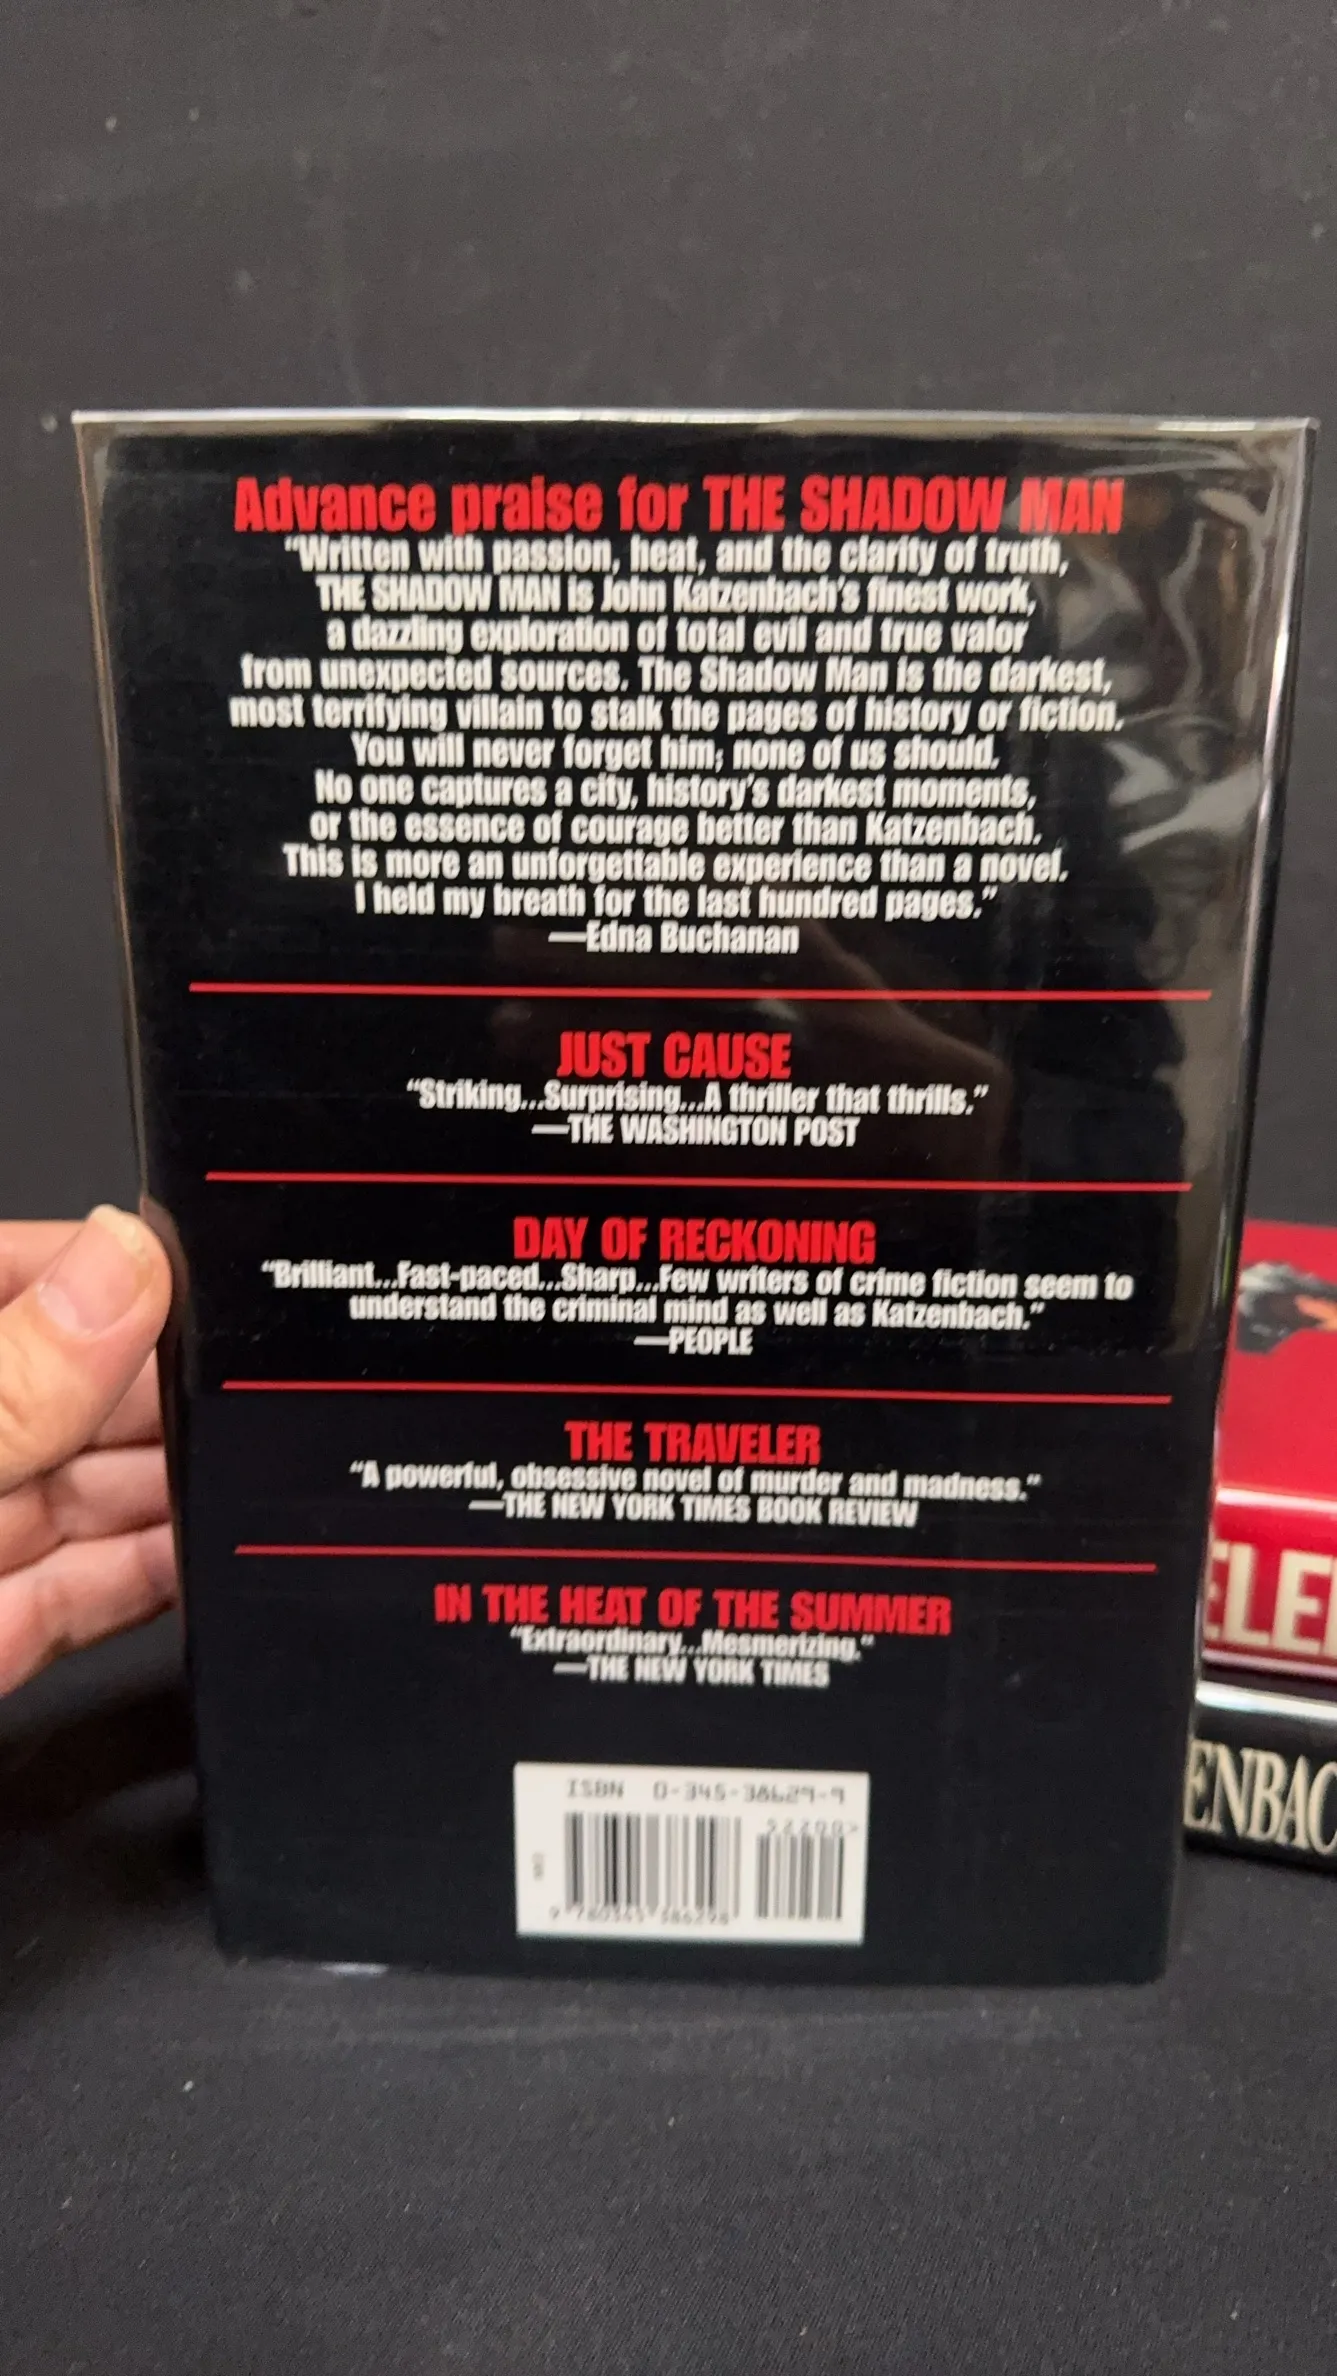 Advance praise for THE SHADOW MAN
“Written with passion, heat, and the clarity of truth,
THE SHADOW MAN is John Katzenbach's finest work,
a dazzling exploration of total evil and true valor
from unexpected sources. The Shadow Man is the darkest,
most terrifying villain to stalk the pages of history or fiction.
You will never forget him; none of us should.
No one captures a city, history's darkest moments,
or the essence of courage better than Katzenbach.
This is more an unforgettable experience than a novel.
I held my breath for the last hundred pages.”
—Edna Buchanan
JUST CAUSE
“Striking...Surprising...A thriller that thrills.”
—THE WASHINGTON POST
DAY OF RECKONING
“Brilliant...Fast-paced...Sharp...Few writers of crime fiction seem to
understand the criminal mind as well as Katzenbach.”
—PEOPLE
THE TRAVELER
“A powerful, obsessive novel of murder and madness.”
—THE NEW YORK TIMES BOOK REVIEW
IN THE HEAT OF THE SUMMER
“Extraordinary...Mesmerizing.”
—THE NEW YORK TIMES
ISBN 0-345-38629-9
52200>
9 780345 386298
ELE
ENBAC